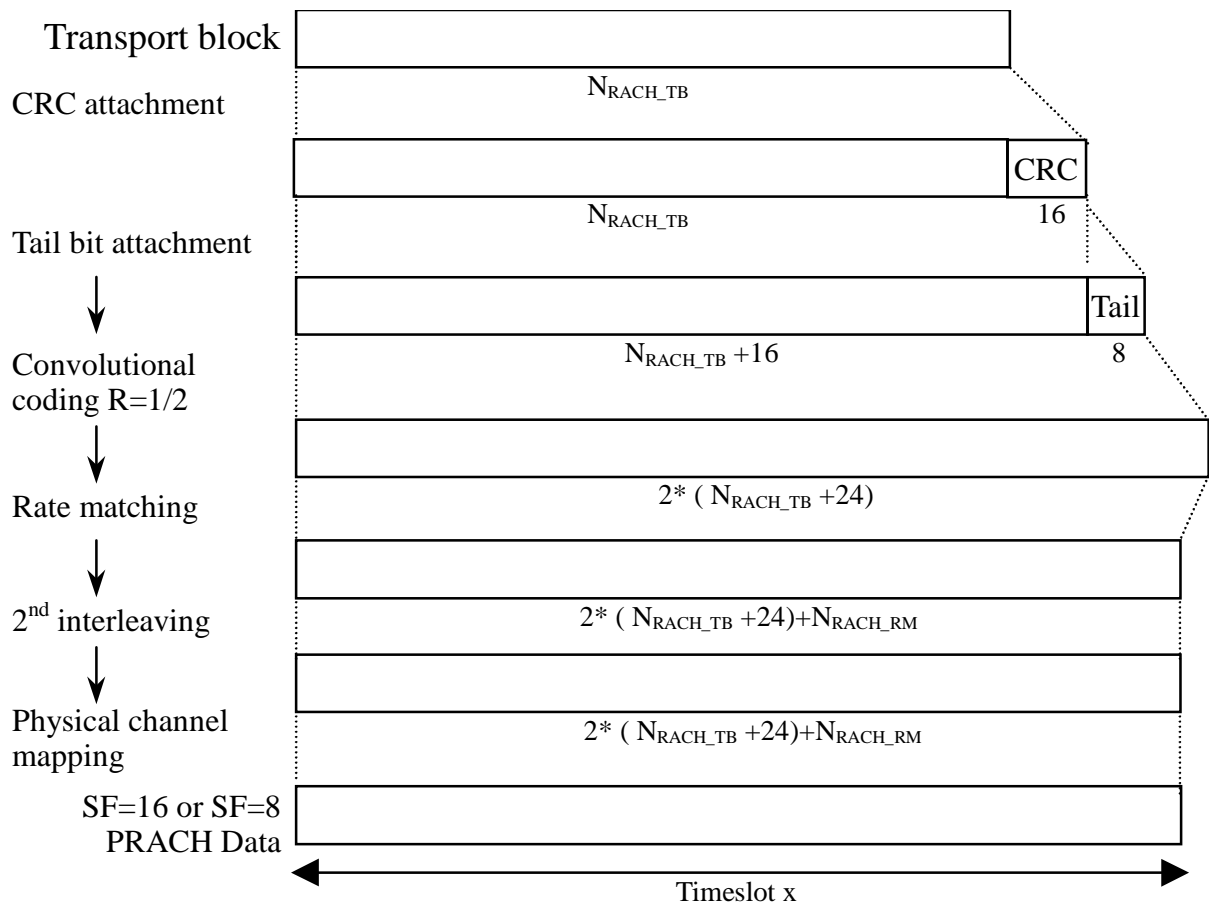 Transport block
N_RACH_TB
CRC attachment
CRC
N_RACH_TB
16
Tail bit attachment
Tail
N_RACH_TB +16
8
Convolutional
coding R=1/2
2* ( N_RACH_TB +24)
Rate matching
2* ( N_RACH_TB +24)+N_RACH_RM
2nd interleaving
2* ( N_RACH_TB +24)+N_RACH_RM
Physical channel
mapping
SF=16 or SF=8
PRACH Data
Timeslot x